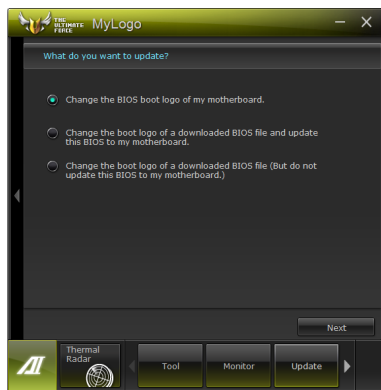 THE
ULTIMATE
FORCE
MyLogo
What do you want to update?
Change the BIOS boot logo of my motherboard.
Change the boot logo of a downloaded BIOS file and update
this BIOS to my motherboard.
Change the boot logo of a downloaded BIOS file (But do not
update this BIOS to my motherboard.)
Next
Thermal
Radar
Tool
Monitor
Update